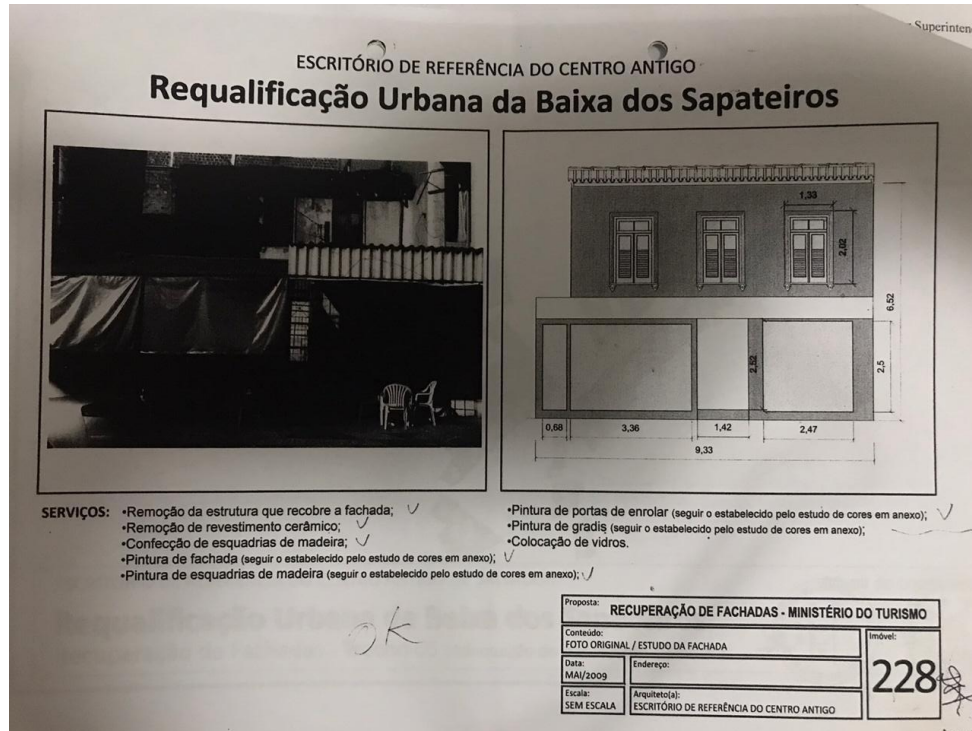 Superinten
ESCRITÓRIO DE REFERÊNCIA DO CENTRO ANTIGO
Requalificação Urbana da Baixa dos Sapateiros
1,33
2,02
6,52
2,52
2,5
0,68
3,36
1,42
2,47
9,33
SERVIÇOS: •Remoção da estrutura que recobre a fachada;
•Remoção de revestimento cerâmico;
•Confecção de esquadrias de madeira;
•Pintura de fachada (seguir o estabelecido pelo estudo de cores em anexo);
•Pintura de esquadrias de madeira (seguir o estabelecido pelo estudo de cores em anexo);
•Pintura de portas de enrolar (seguir o estabelecido pelo estudo de cores em anexo);
•Pintura de gradis (seguir o estabelecido pelo estudo de cores em anexo);
•Colocação de vidros.
OK
Proposta: RECUPERAÇÃO DE FACHADAS - MINISTÉRIO DO TURISMO
Conteúdo:
FOTO ORIGINAL / ESTUDO DA FACHADA
Data:
MAI/2009
Endereço:
Escala:
SEM ESCALA
Arquiteto(a):
ESCRITÓRIO DE REFERÊNCIA DO CENTRO ANTIGO
Imóvel:
228